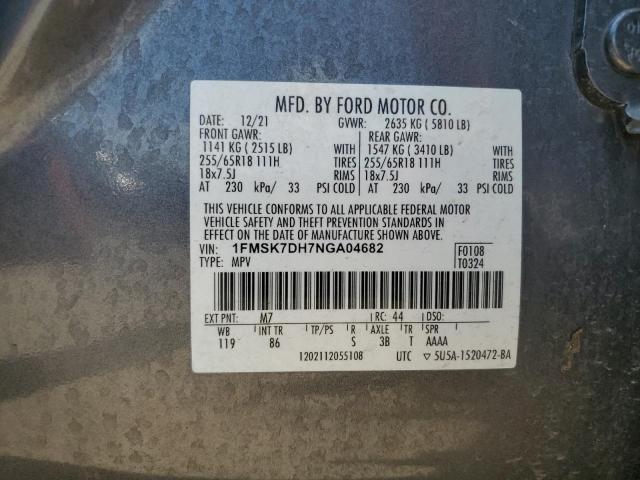 MFD. BY FORD MOTOR CO.
DATE: 12/21 GVWR: 2635 KG ( 5810 LB)
FRONT GAWR: REAR GAWR:
1141 KG ( 2515 LB) WITH 1547 KG ( 3410 LB) WITH
255/65R18 111H TIRES 255/65R18 111H TIRES
18x7.5J RIMS 18x7.5J RIMS
AT 230 kPa/ 33 PSI COLD AT 230 kPa/ 33 PSI COLD
THIS VEHICLE CONFORMS TO ALL APPLICABLE FEDERAL MOTOR
VEHICLE SAFETY AND THEFT PREVENTION STANDARDS IN
EFFECT ON THE DATE OF MANUFACTURE SHOWN ABOVE.
VIN: 1FMSK7DH7NGA04682 F0108
TYPE: MPV T0324
EXT PNT: M7 RC: 44 DSO:
WB INT TR TP/PS R AXLE TR SPR
119 86 S 3B T AAAA
1202112055108 UTC ▽ 5U5A-1520472-BA